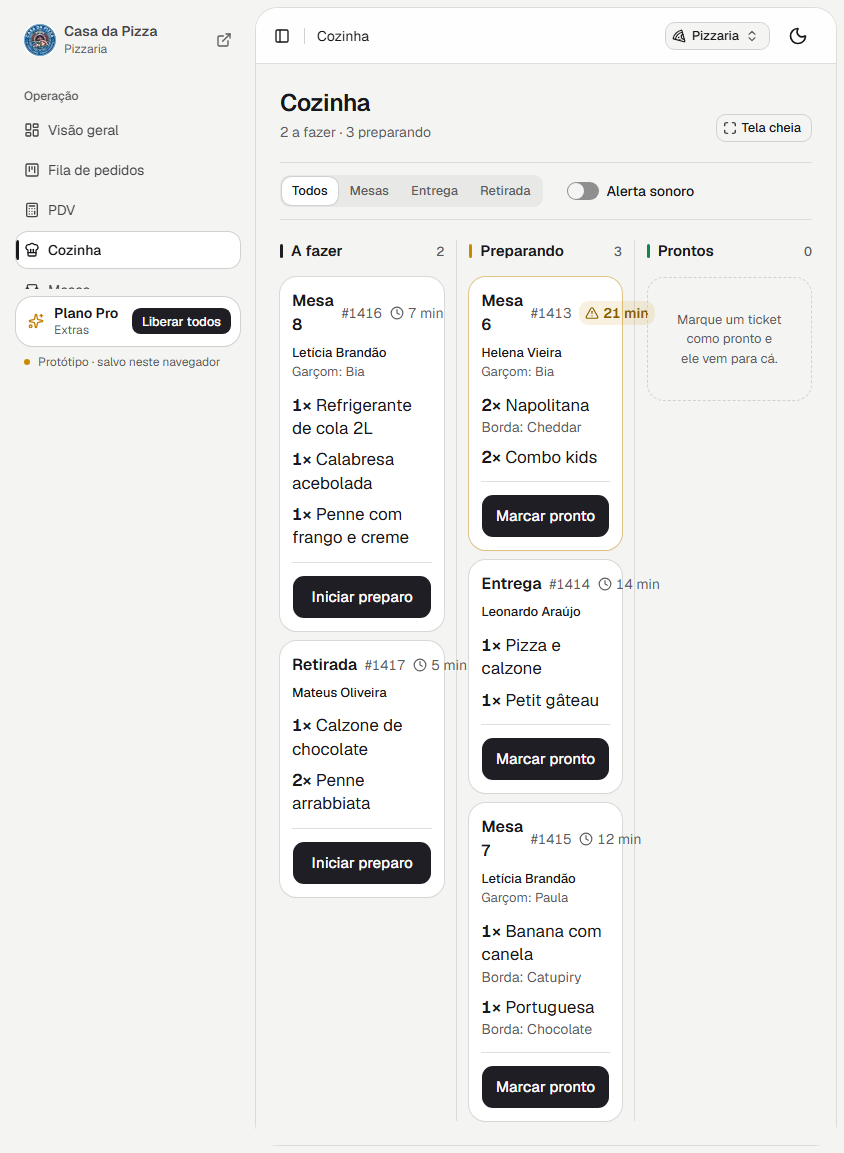 Casa da Pizza
Pizzaria
Operação
Visão geral
Fila de pedidos
PDV
Cozinha
Plano Pro
Extras
Liberar todos
Protótipo · salvo neste navegador
Cozinha
Pizzaria
Cozinha
2 a fazer · 3 preparando
Tela cheia
Todos
Mesas
Entrega
Retirada
Alerta sonoro
A fazer 2
Mesa 
8
#1416 7 min
Letícia Brandão
Garçom: Bia
1× Refrigerante
de cola 2L
1× Calabresa
acebolada
1× Penne com
frango e creme
Iniciar preparo
Retirada #1417 5 min
Mateus Oliveira
1× Calzone de
chocolate
2× Penne
arrabbiata
Iniciar preparo
Preparando 3
Mesa
6
#1413 21 min
Helena Vieira
Garçom: Bia
2× Napolitana
Borda: Cheddar
2× Combo kids
Marcar pronto
Entrega #1414 14 min
Leonardo Araújo
1× Pizza e
calzone
1× Petit gâteau
Marcar pronto
Mesa
7
#1415 12 min
Letícia Brandão
Garçom: Paula
1× Banana com
canela
Borda: Catupiry
1× Portuguesa
Borda: Chocolate
Marcar pronto
Prontos 0
Marque um ticket
como pronto e
ele vem para cá.